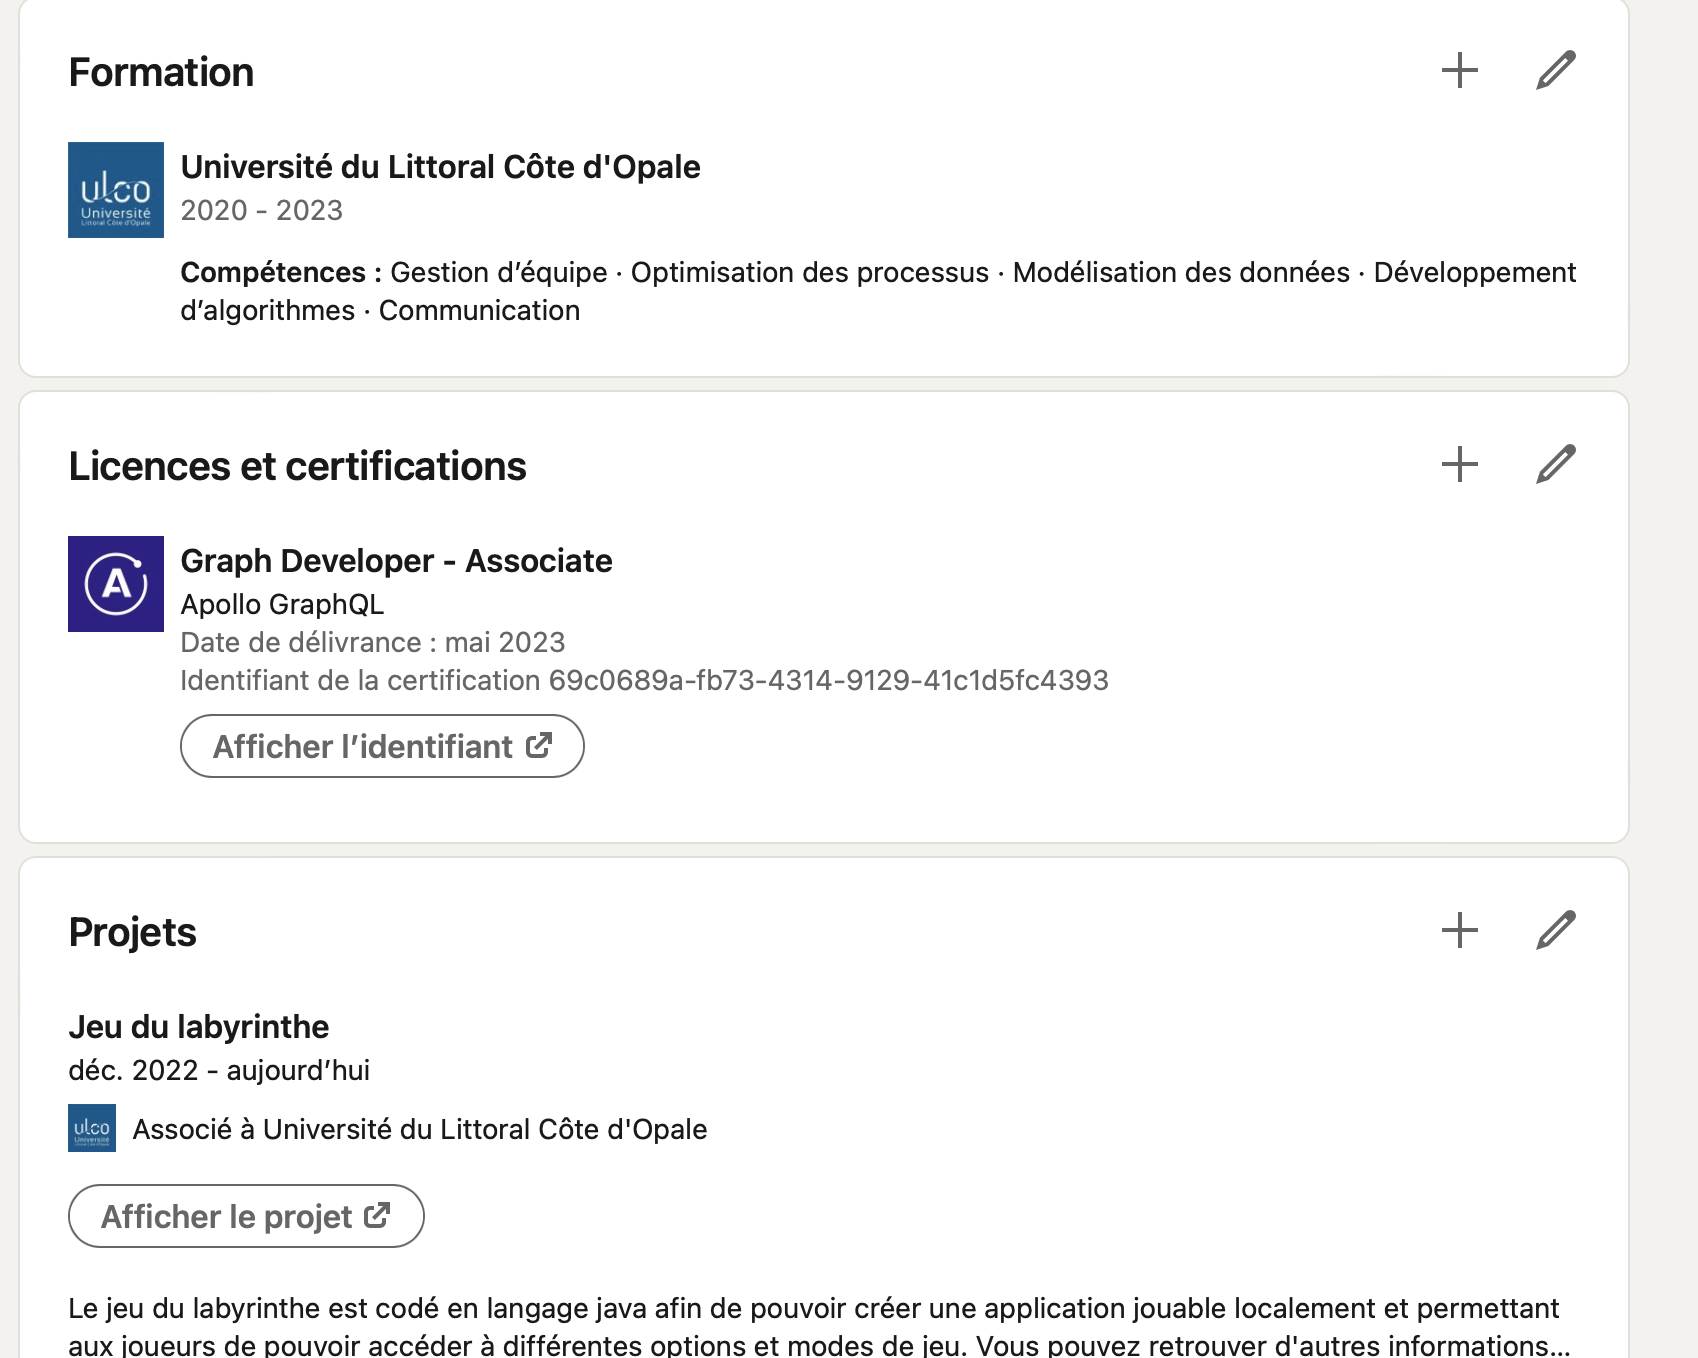 Formation
ulco
Université
Littoral Côte d'Opale
Université du Littoral Côte d'Opale
2020 - 2023
Compétences : Gestion d’équipe · Optimisation des processus · Modélisation des données · Développement
d’algorithmes · Communication
Licences et certifications
A
Graph Developer - Associate
Apollo GraphQL
Date de délivrance : mai 2023
Identifiant de la certification 69c0689a-fb73-4314-9129-41c1d5fc4393
Afficher l’identifiant
Projets
Jeu du labyrinthe
déc. 2022 - aujourd’hui
ulco
Université
Associé à Université du Littoral Côte d'Opale
Afficher le projet
Le jeu du labyrinthe est codé en langage java afin de pouvoir créer une application jouable localement et permettant
aux joueurs de pouvoir accéder à différentes options et modes de jeu. Vous pouvez retrouver d'autres informations...